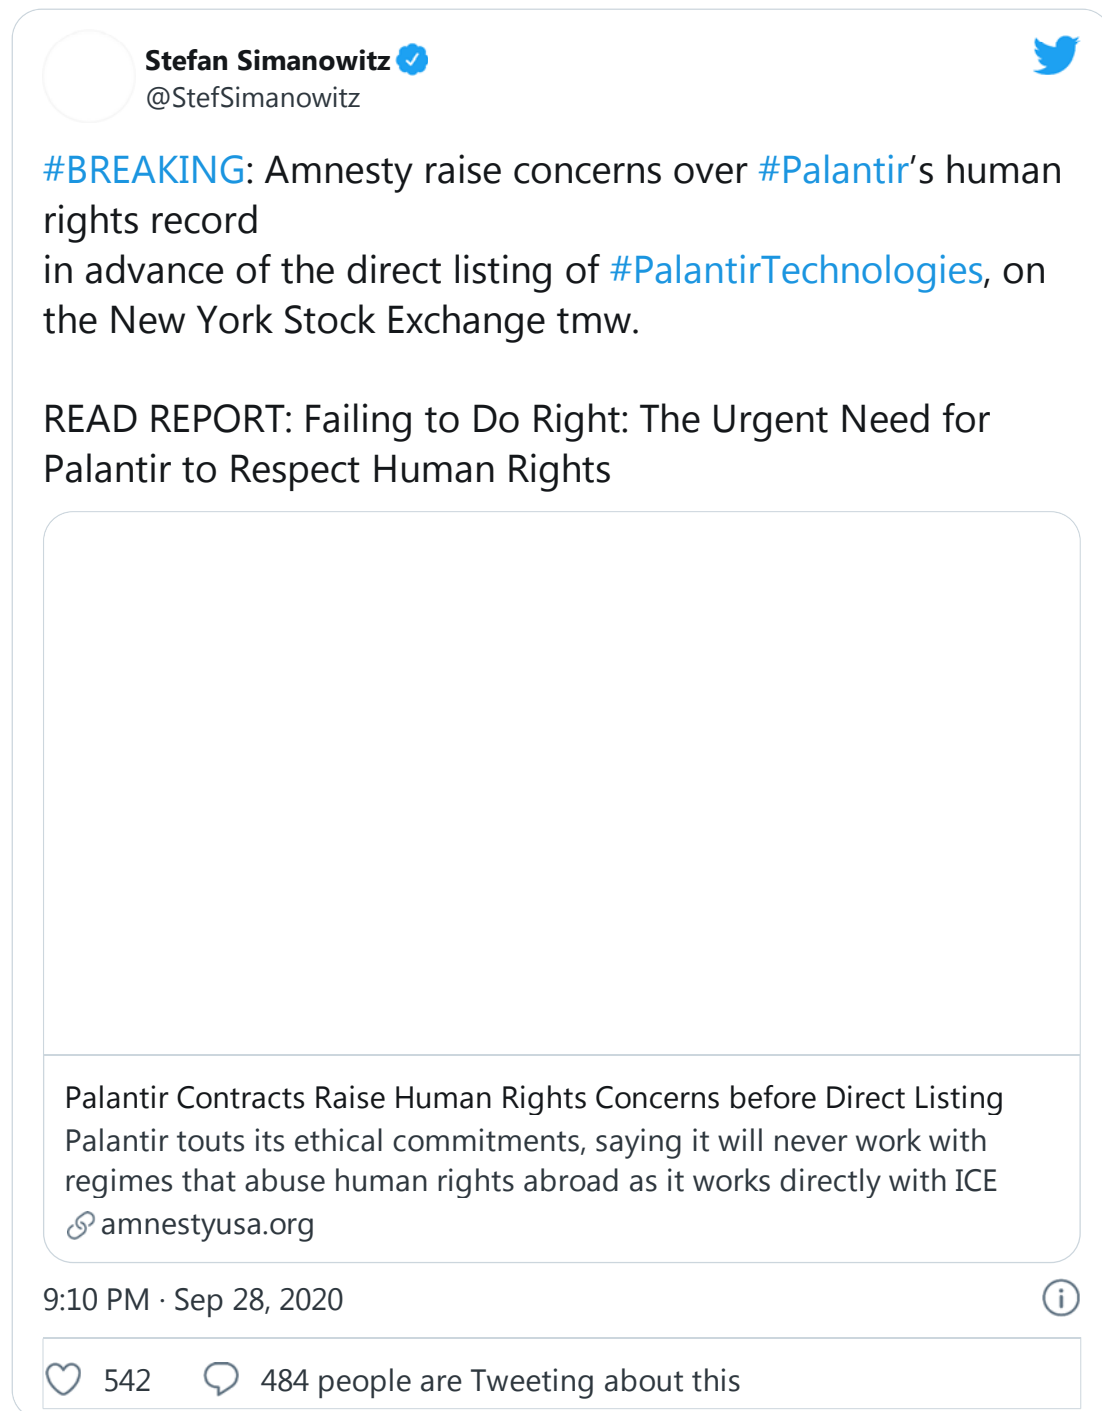 Stefan Simanowitz
@StefSimanowitz
#BREAKING: Amnesty raise concerns over #Palantir’s human
rights record
in advance of the direct listing of #PalantirTechnologies, on
the New York Stock Exchange tmw.
READ REPORT: Failing to Do Right: The Urgent Need for
Palantir to Respect Human Rights
Palantir Contracts Raise Human Rights Concerns before Direct Listing
Palantir touts its ethical commitments, saying it will never work with
regimes that abuse human rights abroad as it works directly with ICE
amnestyusa.org
9:10 PM · Sep 28, 2020
542 484 people are Tweeting about this